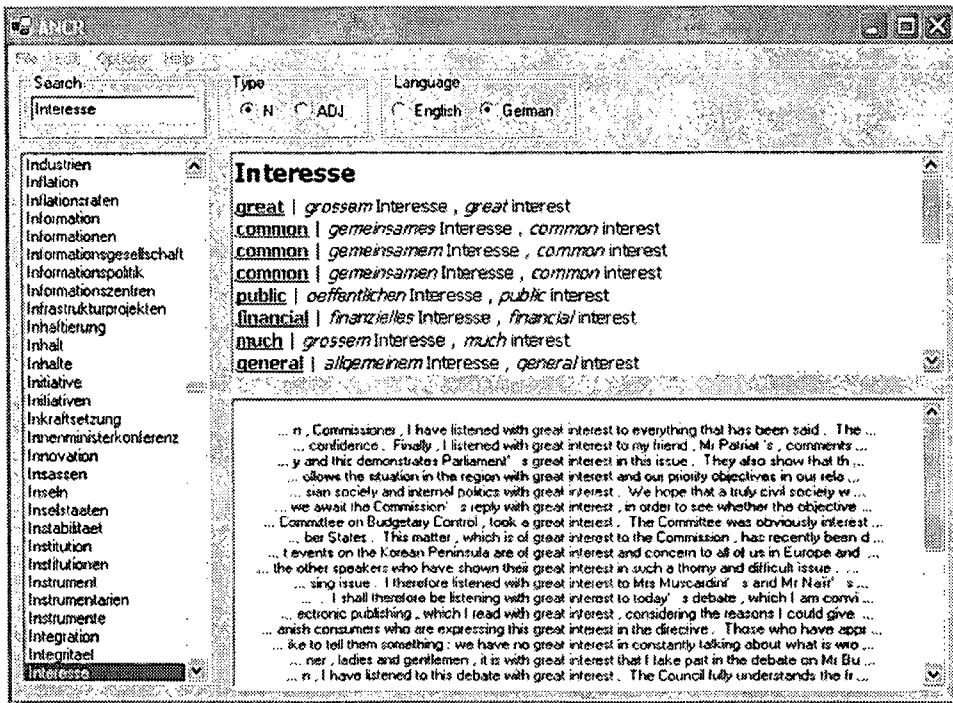 ANCR
File Edit Options Help
Search
Type
Language
Interesse
N ADJ
English German
Industrien
Inflation
Inflationsraten
Information
Informationen
Informationsgesellschaft
Informationspolitik
Informationszentren
Infrastrukturprojekten
Inhaftierung
Inhalt
Inhalte
Initiative
Initiativen
Inkraftsetzung
Innenministerkonferenz
Innovation
Insassen
Inseln
Inselstaaten
Instabilitaet
Institution
Institutionen
Instrument
Instrumentarien
Instrumente
Integration
Integritaet
Interesse
Interesse
great | grossem Interesse , great interest
common | gemeinsames Interesse , common interest
common | gemeinsamem Interesse , common interest
common | gemeinsamen Interesse , common interest
public | oeffentlichen Interesse , public interest
financial | finanzielles Interesse , financial interest
much | grossem Interesse , much interest
general | allgemeinem Interesse , general interest
... n , Commissioner , I have listened with great interest to everything that has been said . The ...
... confidence . Finally , I listened with great interest to my friend , Mr Patriat 's , comments ...
... y and this demonstrates Parliament' s great interest in this issue . They also show that th ...
... ollows the situation in the region with great interest and our priority objectives in our rela ...
... sian society and internal politics with great interest . We hope that a truly civil society w ...
... we await the Commission' s reply with great interest , in order to see whether the objective ...
... Committee on Budgetary Control , took a great interest . The Committee was obviously interest ...
... ber States . This matter , which is of great interest to the Commission , has recently been d ...
... t events on the Korean Peninsula are of great interest and concern to all of us in Europe and ...
... the other speakers who have shown their great interest in such a thorny and difficult issue . ...
... sing issue . I therefore listened with great interest to Mrs Muscardini' s and Mr Nair' s ...
... . I shall therefore be listening with great interest to today' s debate , which I am convi ...
... ectronic publishing , which I read with great interest , considering the reasons I could give ...
... anish consumers who are expressing this great interest in the directive . Those who have appr ...
... ike to tell them something : we have no great interest in constantly talking about what is wro ...
... ner , ladies and gentlemen , it is with great interest that I take part in the debate on Mr Bu ...
... n , I have listened to this debate with great interest . The Council fully understands the fr ...